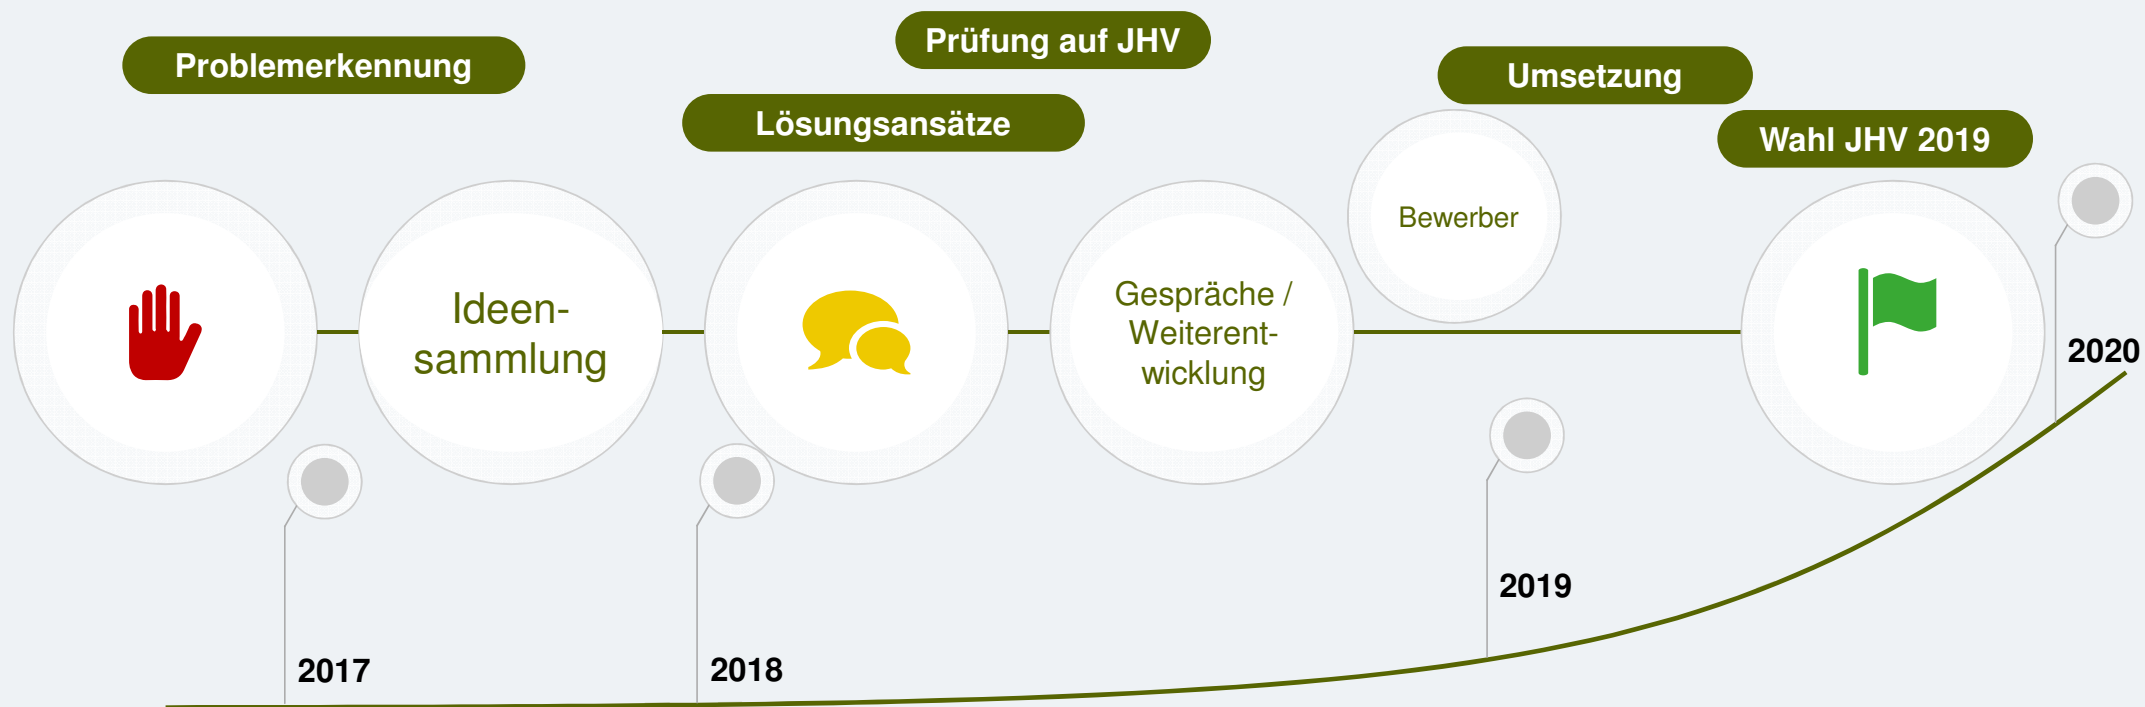 Problemerkennung
Prüfung auf JHV
Lösungsansätze
Umsetzung
Wahl JHV 2019
Ideen-
sammlung
Gespräche /
Weiterent-
wicklung
Bewerber
2017
2018
2019
2020